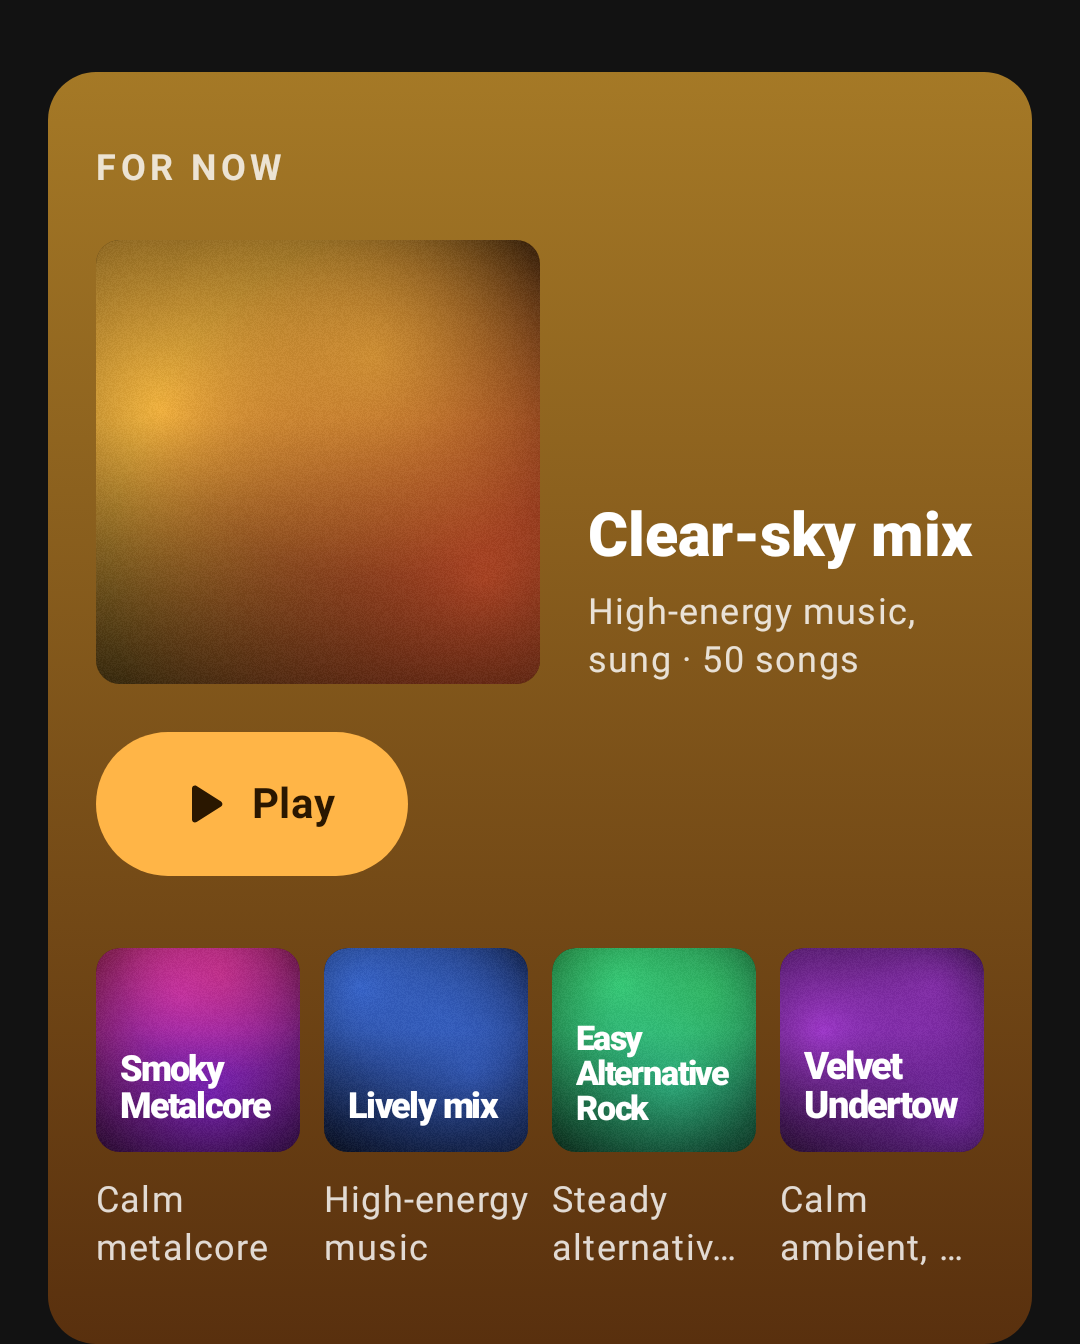 FOR NOW
Clear-sky mix
High-energy music,
sung · 50 songs
Play
Smoky
Metalcore
Lively mix
Easy
Alternative
Rock
Velvet
Undertow
Calm
metalcore
High-energy
music
Steady
alternativ...
Calm
ambient, ...